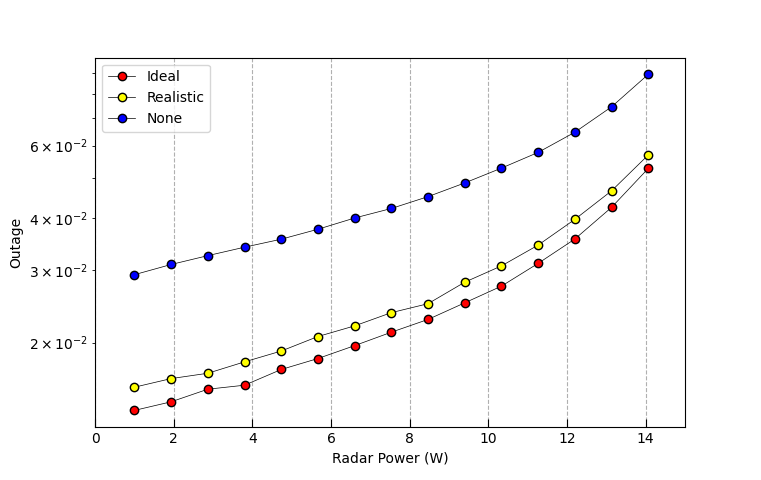 Ideal
Realistic
None
6 × 10⁻²
4 × 10⁻²
3 × 10⁻²
2 × 10⁻²
Outage
0 2 4 6 8 10 12 14
Radar Power (W)